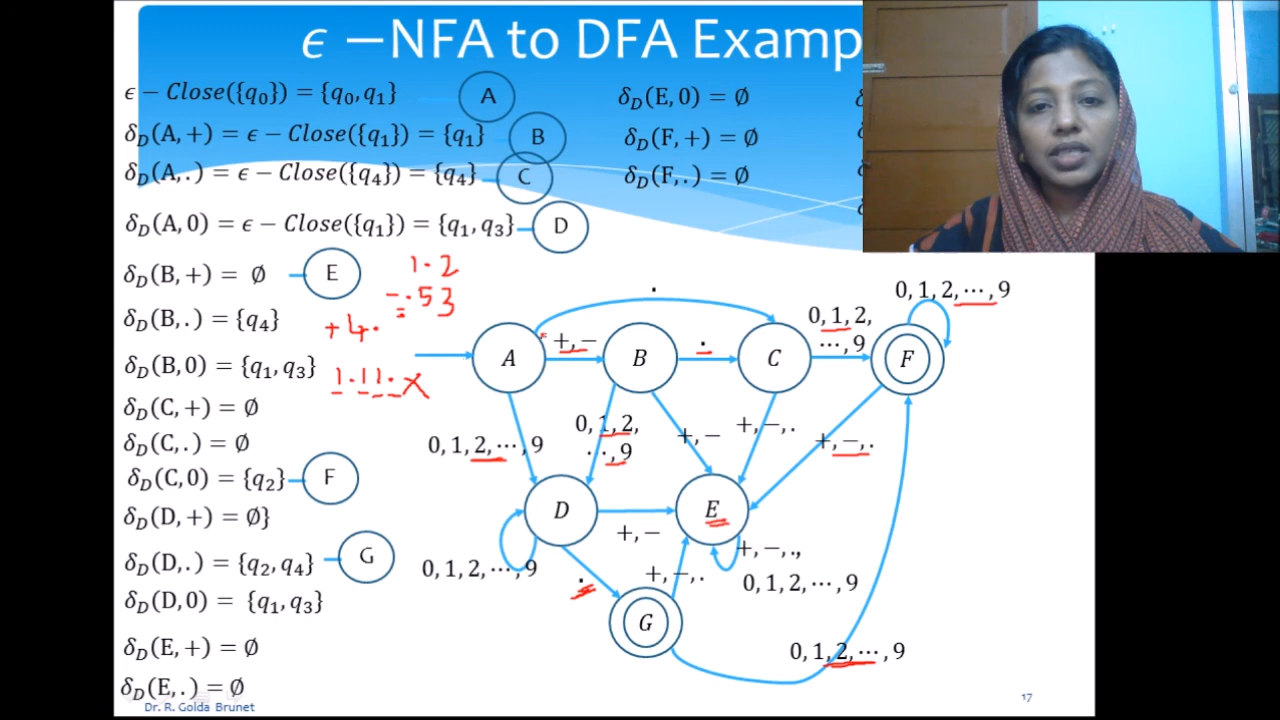 ϵ −NFA to DFA Examp
ϵ − Close({q₀}) = {q₀, q₁} A
δ_D(A, +) = ϵ − Close({q₁}) = {q₁} B
δ_D(A, .) = ϵ − Close({q₄}) = {q₄} C
δ_D(A, 0) = ϵ − Close({q₁}) = {q₁, q₃} D
δ_D(B, +) = ∅ E
δ_D(B, .) = {q₄}
δ_D(B, 0) = {q₁, q₃}
δ_D(C, +) = ∅
δ_D(C, .) = ∅
δ_D(C, 0) = {q₂} F
δ_D(D, +) = ∅}
δ_D(D, .) = {q₂, q₄} G
δ_D(D, 0) = {q₁, q₃}
δ_D(E, +) = ∅
δ_D(E, .) = ∅
δ_D(E, 0) = ∅
δ_D(F, +) = ∅
δ_D(F, .) = ∅
1.2
-.53
+4.
1.11.X
.
0, 1, 2, ⋯, 9
A
+, −
B
.
C
0, 1, 2,
⋯, 9
F
0, 1, 2, ⋯, 9
0, 1, 2,
⋯, 9
+, −
+, −, .
+, −, .
D
+, −
E
0, 1, 2, ⋯, 9
.
+, −, .
+, −, .,
0, 1, 2, ⋯, 9
G
0, 1, 2, ⋯, 9
Dr. R. Golda Brunet
17